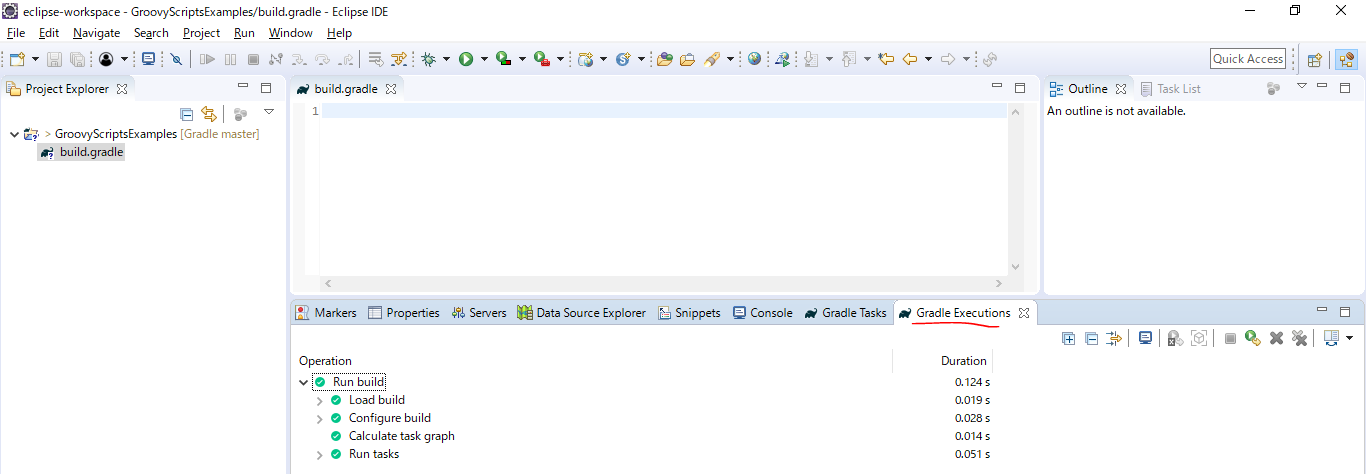 eclipse-workspace - GroovyScriptsExamples/build.gradle - Eclipse IDE
File Edit Navigate Search Project Run Window Help
Quick Access
Project Explorer
> GroovyScriptsExamples [Gradle master]
build.gradle
build.gradle
1
Outline Task List
An outline is not available.
Markers Properties Servers Data Source Explorer Snippets Console Gradle Tasks Gradle Executions
Operation Duration
Run build 0.124 s
Load build 0.019 s
Configure build 0.028 s
Calculate task graph 0.014 s
Run tasks 0.051 s